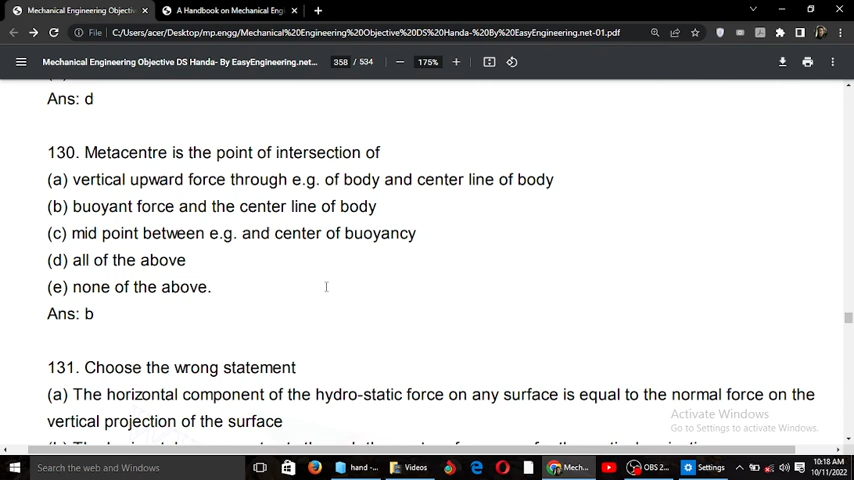 Mechanical Engineering Objectiv
A Handbook on Mechanical Eng
File
C:/Users/acer/Desktop/mp.engg/Mechanical%20Engineering%20Objective%20DS%20Handa-%20By%20EasyEngineering.net-01.pdf
Mechanical Engineering Objective DS Handa- By EasyEngineering.net...
358 / 534
175%
Ans: d
130. Metacentre is the point of intersection of
(a) vertical upward force through e.g. of body and center line of body
(b) buoyant force and the center line of body
(c) mid point between e.g. and center of buoyancy
(d) all of the above
(e) none of the above.
Ans: b
131. Choose the wrong statement
(a) The horizontal component of the hydro-static force on any surface is equal to the normal force on the
vertical projection of the surface
Activate Windows
Go to Settings to activate Windows.
Search the web and Windows
hand -...
Videos
Mech...
OBS 2...
Settings
10:18 AM
10/11/2022